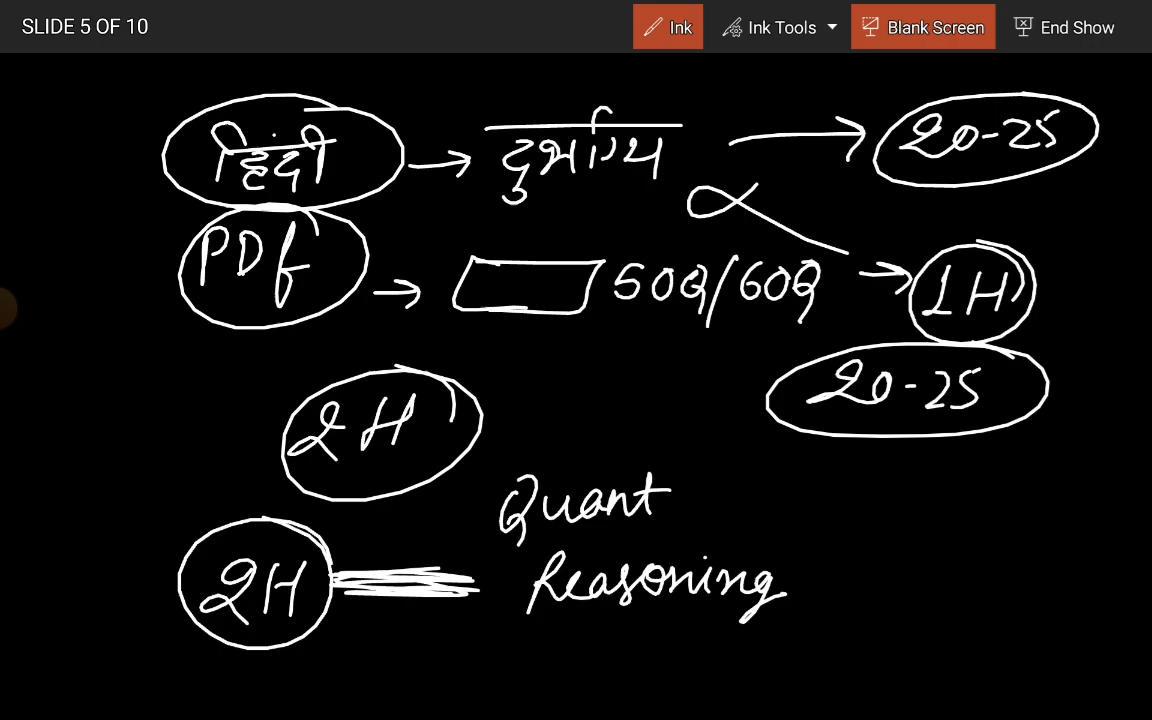 SLIDE 5 OF 10 Ink Ink Tools Blank Screen End Show
हिंदी → दुर्भाग्य → 20-25
PDf → 50Q/60Q → 1H
20-25
2H
Quant
2H Reasoning